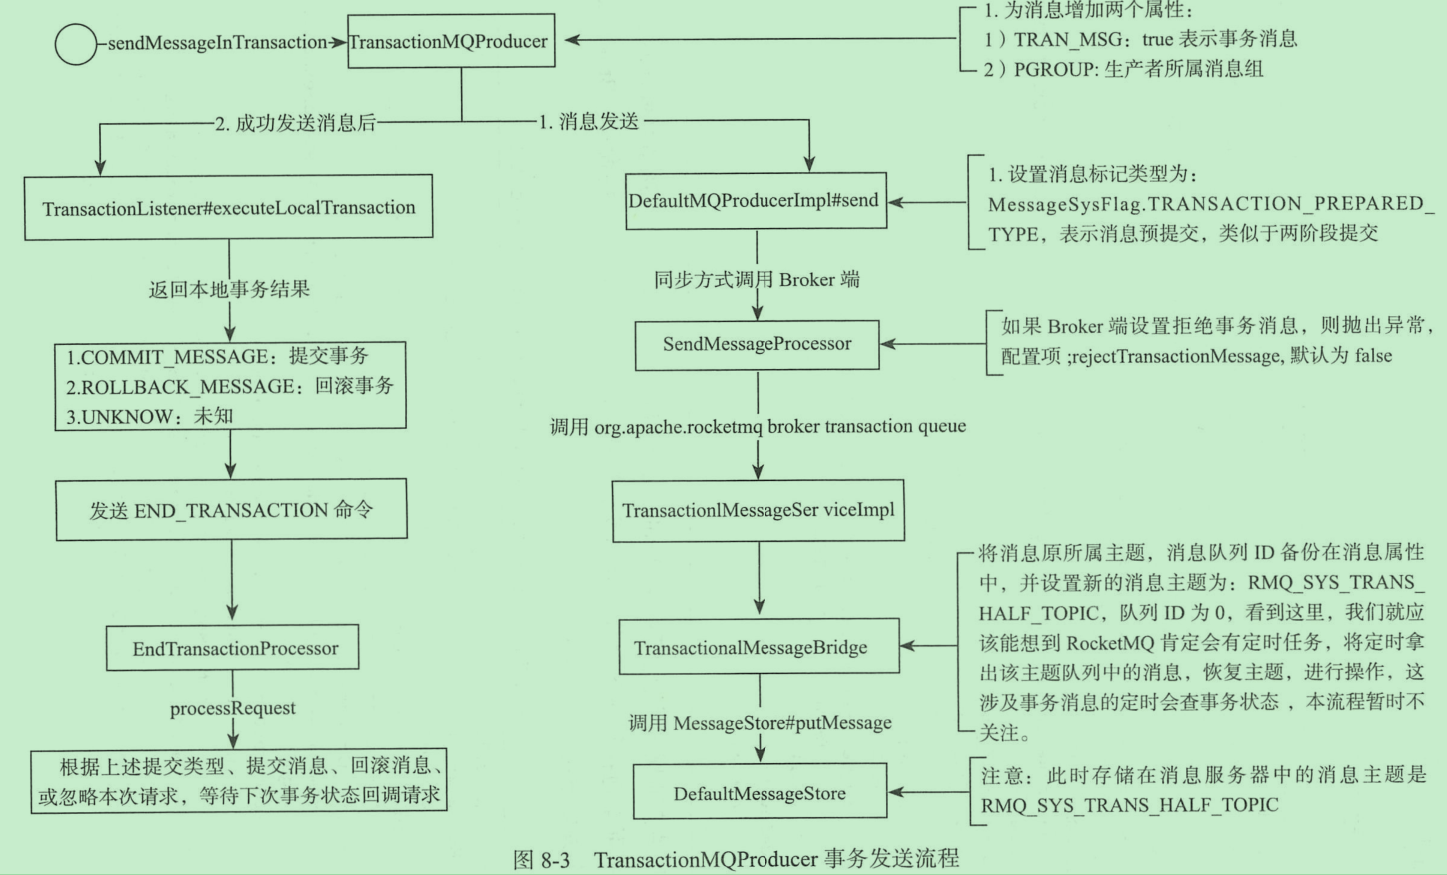 sendMessageInTransaction
TransactionMQProducer
1. 为消息增加两个属性：
1）TRAN_MSG：true 表示事务消息
2）PGROUP: 生产者所属消息组
2. 成功发送消息后
1. 消息发送
TransactionListener#executeLocalTransaction
返回本地事务结果
1.COMMIT_MESSAGE：提交事务
2.ROLLBACK_MESSAGE：回滚事务
3.UNKNOW：未知
发送 END_TRANSACTION 命令
EndTransactionProcessor
processRequest
根据上述提交类型、提交消息、回滚消息、
或忽略本次请求，等待下次事务状态回调请求
DefaultMQProducerImpl#send
1. 设置消息标记类型为：
MessageSysFlag.TRANSACTION_PREPARED_
TYPE，表示消息预提交，类似于两阶段提交
同步方式调用 Broker 端
SendMessageProcessor
如果 Broker 端设置拒绝事务消息，则抛出异常，
配置项 ;rejectTransactionMessage, 默认为 false
调用 org.apache.rocketmq broker transaction queue
TransactionlMessageSer viceImpl
TransactionalMessageBridge
将消息原所属主题，消息队列 ID 备份在消息属性
中，并设置新的消息主题为：RMQ_SYS_TRANS_
HALF_TOPIC，队列 ID 为 0，看到这里，我们就应
该能想到 RocketMQ 肯定会有定时任务，将定时拿
出该主题队列中的消息，恢复主题，进行操作，这
涉及事务消息的定时会查事务状态 ，本流程暂时不
关注。
调用 MessageStore#putMessage
DefaultMessageStore
注意：此时存储在消息服务器中的消息主题是
RMQ_SYS_TRANS_HALF_TOPIC
图 8-3 TransactionMQProducer 事务发送流程